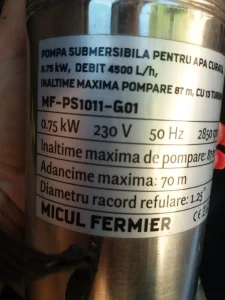 POMPA SUBMERSIBILA PENTRU APA CURATA
0.75 kW, DEBIT 4500 L/h,
INALTIME MAXIMA POMPARE 87 m, CU 13 TURBINE
MF-PS1011-G01
0.75 kW 230 V 50 Hz 2850
Inaltime maxima de pompare:
Adancime maxima: 70 m
Diametru racord refulare: 1.25"
MICUL FERMIER CE